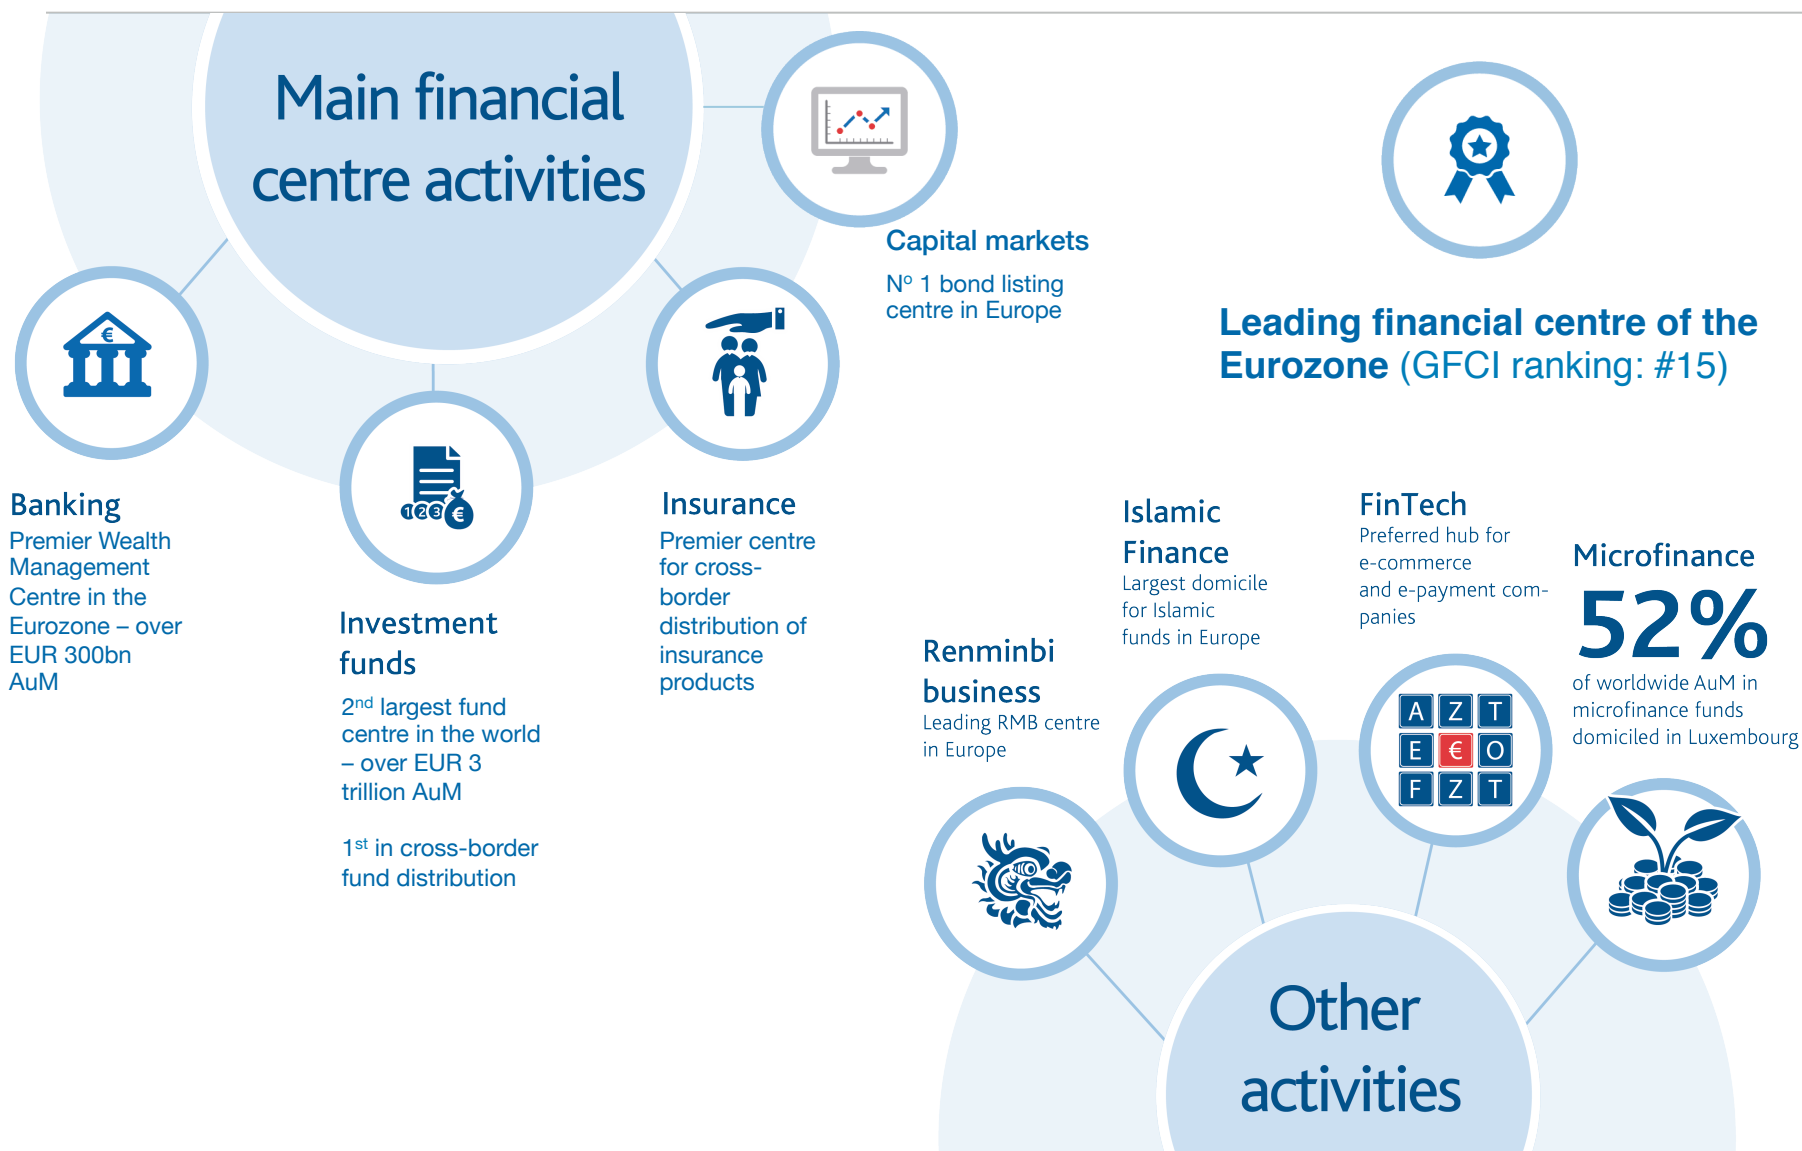 Main financial
centre activities
Capital markets
Nº 1 bond listing
centre in Europe
Leading financial centre of the
Eurozone (GFCI ranking: #15)
€
Banking
Premier Wealth
Management
Centre in the
Eurozone – over
EUR 300bn
AuM
1 2 3 €
Investment
funds
2nd largest fund
centre in the world
– over EUR 3
trillion AuM
1st in cross-border
fund distribution
Insurance
Premier centre
for cross-
border
distribution of
insurance
products
Renminbi
business
Leading RMB centre
in Europe
Islamic
Finance
Largest domicile
for Islamic
funds in Europe
FinTech
Preferred hub for
e-commerce
and e-payment com-
panies
A Z T
E € O
F Z T
Microfinance
52%
of worldwide AuM in
microfinance funds
domiciled in Luxembourg
Other
activities